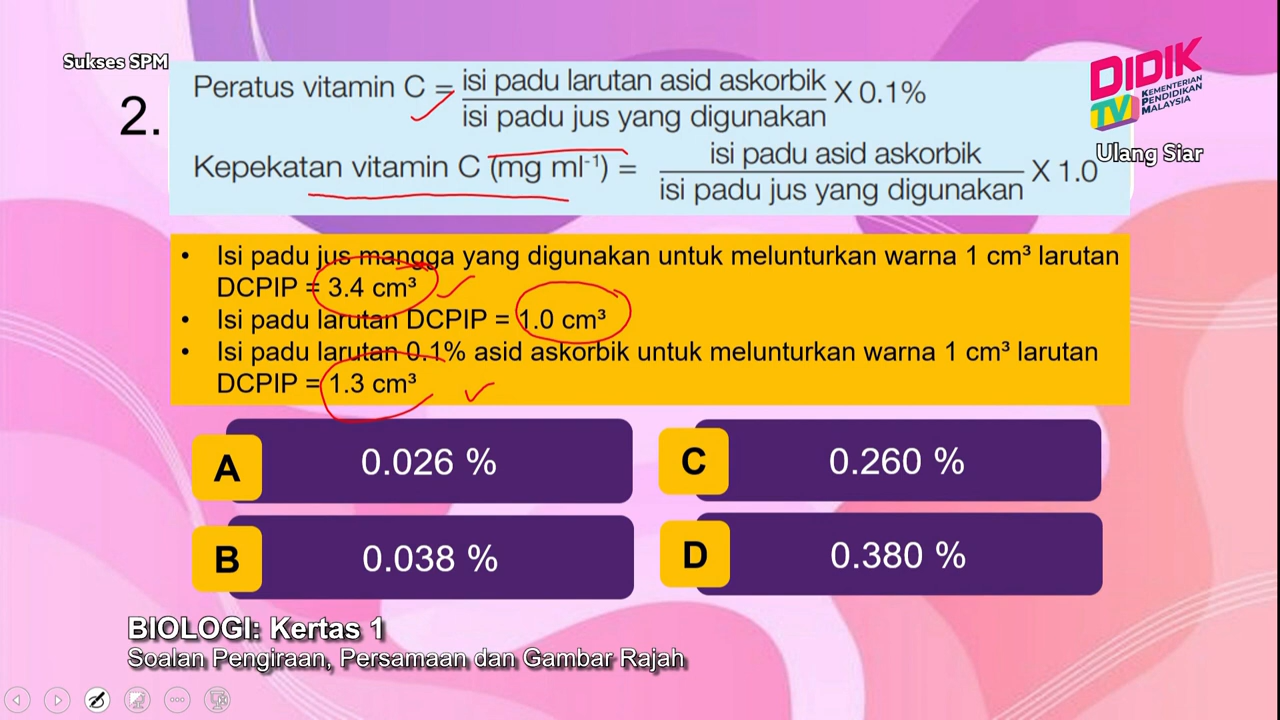 Sukses SPM
DIDIK
TV
KEMENTERIAN
PENDIDIKAN
MALAYSIA
Ulang Siar
2.
Peratus vitamin C = isi padu larutan asid askorbik / isi padu jus yang digunakan X 0.1%
Kepekatan vitamin C (mg ml⁻¹) = isi padu asid askorbik / isi padu jus yang digunakan X 1.0
• Isi padu jus mangga yang digunakan untuk melunturkan warna 1 cm³ larutan
DCPIP = 3.4 cm³
• Isi padu larutan DCPIP = 1.0 cm³
• Isi padu larutan 0.1% asid askorbik untuk melunturkan warna 1 cm³ larutan
DCPIP = 1.3 cm³
A 0.026 %
C 0.260 %
B 0.038 %
D 0.380 %
BIOLOGI: Kertas 1
Soalan Pengiraan, Persamaan dan Gambar Rajah